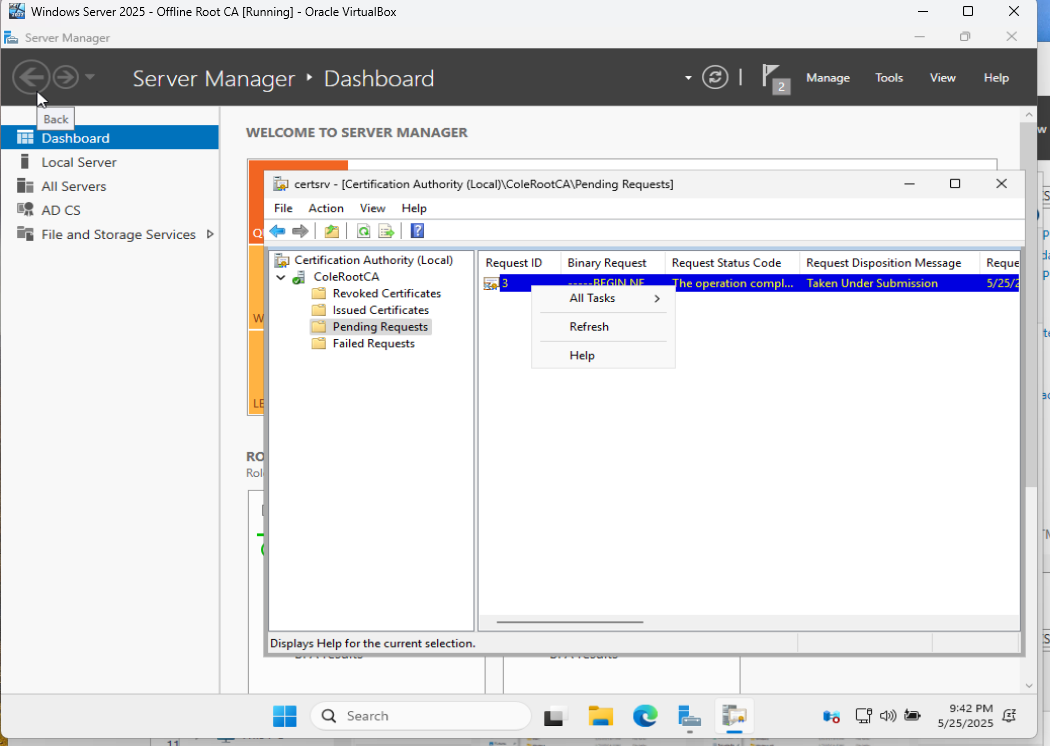 Windows Server 2025 - Offline Root CA [Running] - Oracle VirtualBox
Server Manager
Server Manager Dashboard
2 Manage Tools View Help
Back
Dashboard
Local Server
All Servers
AD CS
File and Storage Services
WELCOME TO SERVER MANAGER
certsrv - [Certification Authority (Local)\ColeRootCA\Pending Requests]
File Action View Help
Certification Authority (Local)
ColeRootCA
Revoked Certificates
Issued Certificates
Pending Requests
Failed Requests
Request ID Binary Request Request Status Code Request Disposition Message Reque
3 -----BEGIN NE... The operation compl... Taken Under Submission 5/25/2
All Tasks
Refresh
Help
Displays Help for the current selection.
RO
Rol
Search
9:42 PM
5/25/2025
11